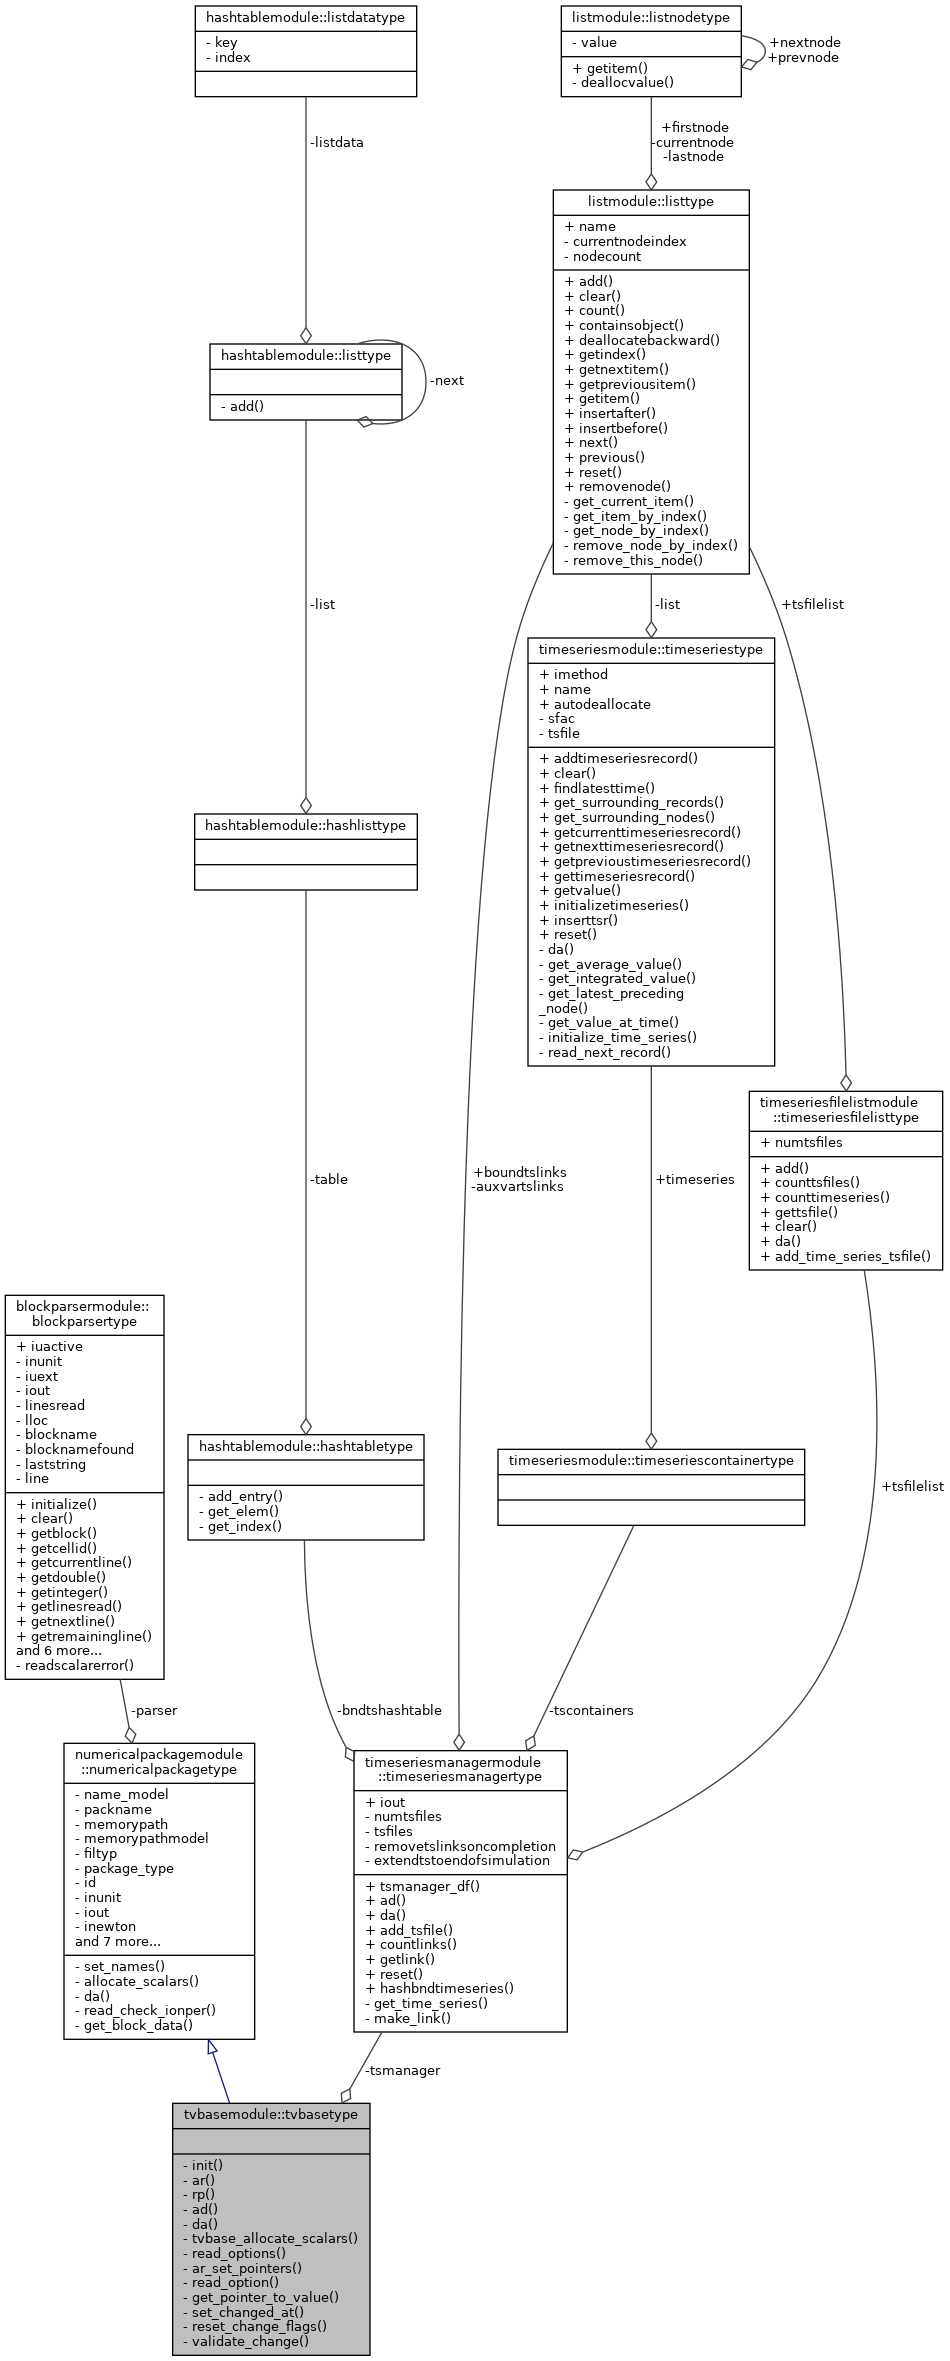 hashtablemodule::listdatatype
- key
- index
listmodule::listnodetype
- value
+ getitem()
- deallocvalue()
+nextnode
+prevnode
-listdata
+firstnode
-currentnode
-lastnode
listmodule::listtype
+ name
- currentnodeindex
- nodecount
+ add()
+ clear()
+ count()
+ containsobject()
+ deallocatebackward()
+ getindex()
+ getnextitem()
+ getpreviousitem()
+ getitem()
+ insertafter()
+ insertbefore()
+ next()
+ previous()
+ reset()
+ removenode()
- get_current_item()
- get_item_by_index()
- get_node_by_index()
- remove_node_by_index()
- remove_this_node()
hashtablemodule::listtype
- add()
-next
-list
-list
+tsfilelist
timeseriesmodule::timeseriestype
+ imethod
+ name
+ autodeallocate
- sfac
- tsfile
+ addtimeseriesrecord()
+ clear()
+ findlatesttime()
+ get_surrounding_records()
+ get_surrounding_nodes()
+ getcurrenttimeseriesrecord()
+ getnexttimeseriesrecord()
+ getprevioustimeseriesrecord()
+ gettimeseriesrecord()
+ getvalue()
+ initializetimeseries()
+ inserttsr()
+ reset()
- da()
- get_average_value()
- get_integrated_value()
- get_latest_preceding
_node()
- get_value_at_time()
- initialize_time_series()
- read_next_record()
hashtablemodule::hashlisttype
timeseriesfilelistmodule
::timeseriesfilelisttype
+ numtsfiles
+ add()
+ counttsfiles()
+ counttimeseries()
+ gettsfile()
+ clear()
+ da()
+ add_time_series_tsfile()
-table
+boundtslinks
-auxvartslinks
+timeseries
blockparsermodule::
blockparsertype
+ iuactive
- inunit
- iuext
- iout
- linesread
- lloc
- blockname
- blocknamefound
- laststring
- line
+ initialize()
+ clear()
+ getblock()
+ getcellid()
+ getcurrentline()
+ getdouble()
+ getinteger()
+ getlinesread()
+ getnextline()
+ getremainingline()
and 6 more...
- readscalarerror()
hashtablemodule::hashtabletype
- add_entry()
- get_elem()
- get_index()
timeseriesmodule::timeseriescontainertype
+tsfilelist
-parser
-bndtshashtable
-tscontainers
numericalpackagemodule
::numericalpackagetype
- name_model
- packname
- memorypath
- memorypathmodel
- filtyp
- package_type
- id
- inunit
- iout
- inewton
and 7 more...
- set_names()
- allocate_scalars()
- da()
- read_check_ionper()
- get_block_data()
timeseriesmanagermodule
::timeseriesmanagertype
+ iout
- numtsfiles
- tsfiles
- removetslinksoncompletion
- extendtstoendofsimulation
+ tsmanager_df()
+ ad()
+ da()
+ add_tsfile()
+ countlinks()
+ getlink()
+ reset()
+ hashbndtimeseries()
- get_time_series()
- make_link()
-tsmanager
tvbasemodule::tvbasetype
- init()
- ar()
- rp()
- ad()
- da()
- tvbase_allocate_scalars()
- read_options()
- ar_set_pointers()
- read_option()
- get_pointer_to_value()
- set_changed_at()
- reset_change_flags()
- validate_change()